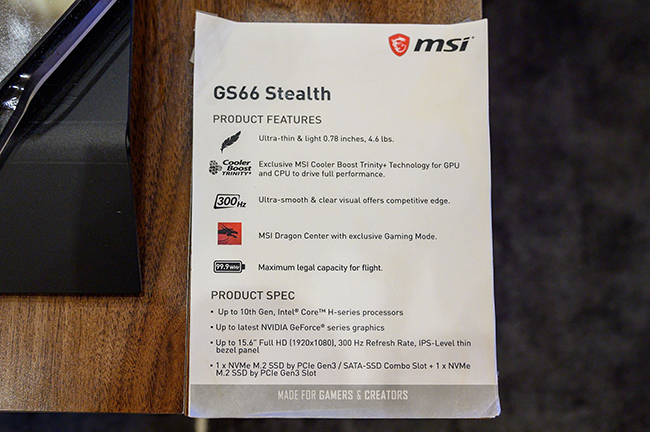 msi
GS66 Stealth
PRODUCT FEATURES
Ultra-thin & light 0.78 inches, 4.6 lbs.
Cooler
Boost
TRINITY+
Exclusive MSI Cooler Boost Trinity+ Technology for GPU
and CPU to drive full performance.
300Hz
Ultra-smooth & clear visual offers competitive edge.
MSI Dragon Center with exclusive Gaming Mode.
99.9WHr
Maximum legal capacity for flight.
PRODUCT SPEC
• Up to 10th Gen, Intel® Core™ H-series processors
• Up to latest NVIDIA GeForce® series graphics
• Up to 15.6" Full HD (1920x1080), 300 Hz Refresh Rate, IPS-Level thin
bezel panel
• 1 x NVMe M.2 SSD by PCIe Gen3 / SATA-SSD Combo Slot + 1 x NVMe
M.2 SSD by PCIe Gen3 Slot
MADE FOR GAMERS & CREATORS